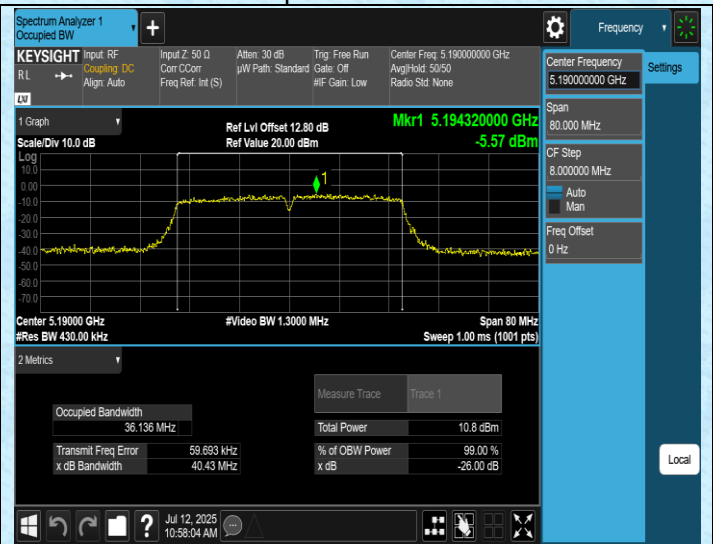 Spectrum Analyzer 1
Occupied BW
Frequency
KEYSIGHT
RL
Input: RF
Coupling: DC
Align: Auto
Input Z: 50 Ω
Corr CCorr
Freq Ref: Int (S)
Atten: 30 dB
µW Path: Standard
Trig: Free Run
Gate: Off
#IF Gain: Low
Center Freq: 5.190000000 GHz
Avg|Hold: 50/50
Radio Std: None
LXI
1 Graph
Scale/Div 10.0 dB
Ref Lvl Offset 12.80 dB
Ref Value 20.00 dBm
Mkr1 5.194320000 GHz
-5.57 dBm
Log
10.0
0.00
-10.0
-20.0
-30.0
-40.0
-50.0
-60.0
-70.0
1
Center 5.19000 GHz
#Res BW 430.00 kHz
#Video BW 1.3000 MHz
Span 80 MHz
Sweep 1.00 ms (1001 pts)
2 Metrics
Measure Trace
Trace 1
Occupied Bandwidth
36.136 MHz
Total Power
10.8 dBm
Transmit Freq Error
59.693 kHz
% of OBW Power
99.00 %
x dB Bandwidth
40.43 MHz
x dB
-26.00 dB
Center Frequency
5.190000000 GHz
Settings
Span
80.000 MHz
CF Step
8.000000 MHz
Auto
Man
Freq Offset
0 Hz
Local
?
Jul 12, 2025
10:58:04 AM